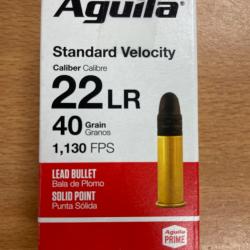 Aguila®
Standard Velocity
Caliber Calibre
22 LR
40 Grain
Granos
1,130 FPS
LEAD BULLET
Bala de Plomo
SOLID POINT
Punta Sólida
Aguila
PRIME